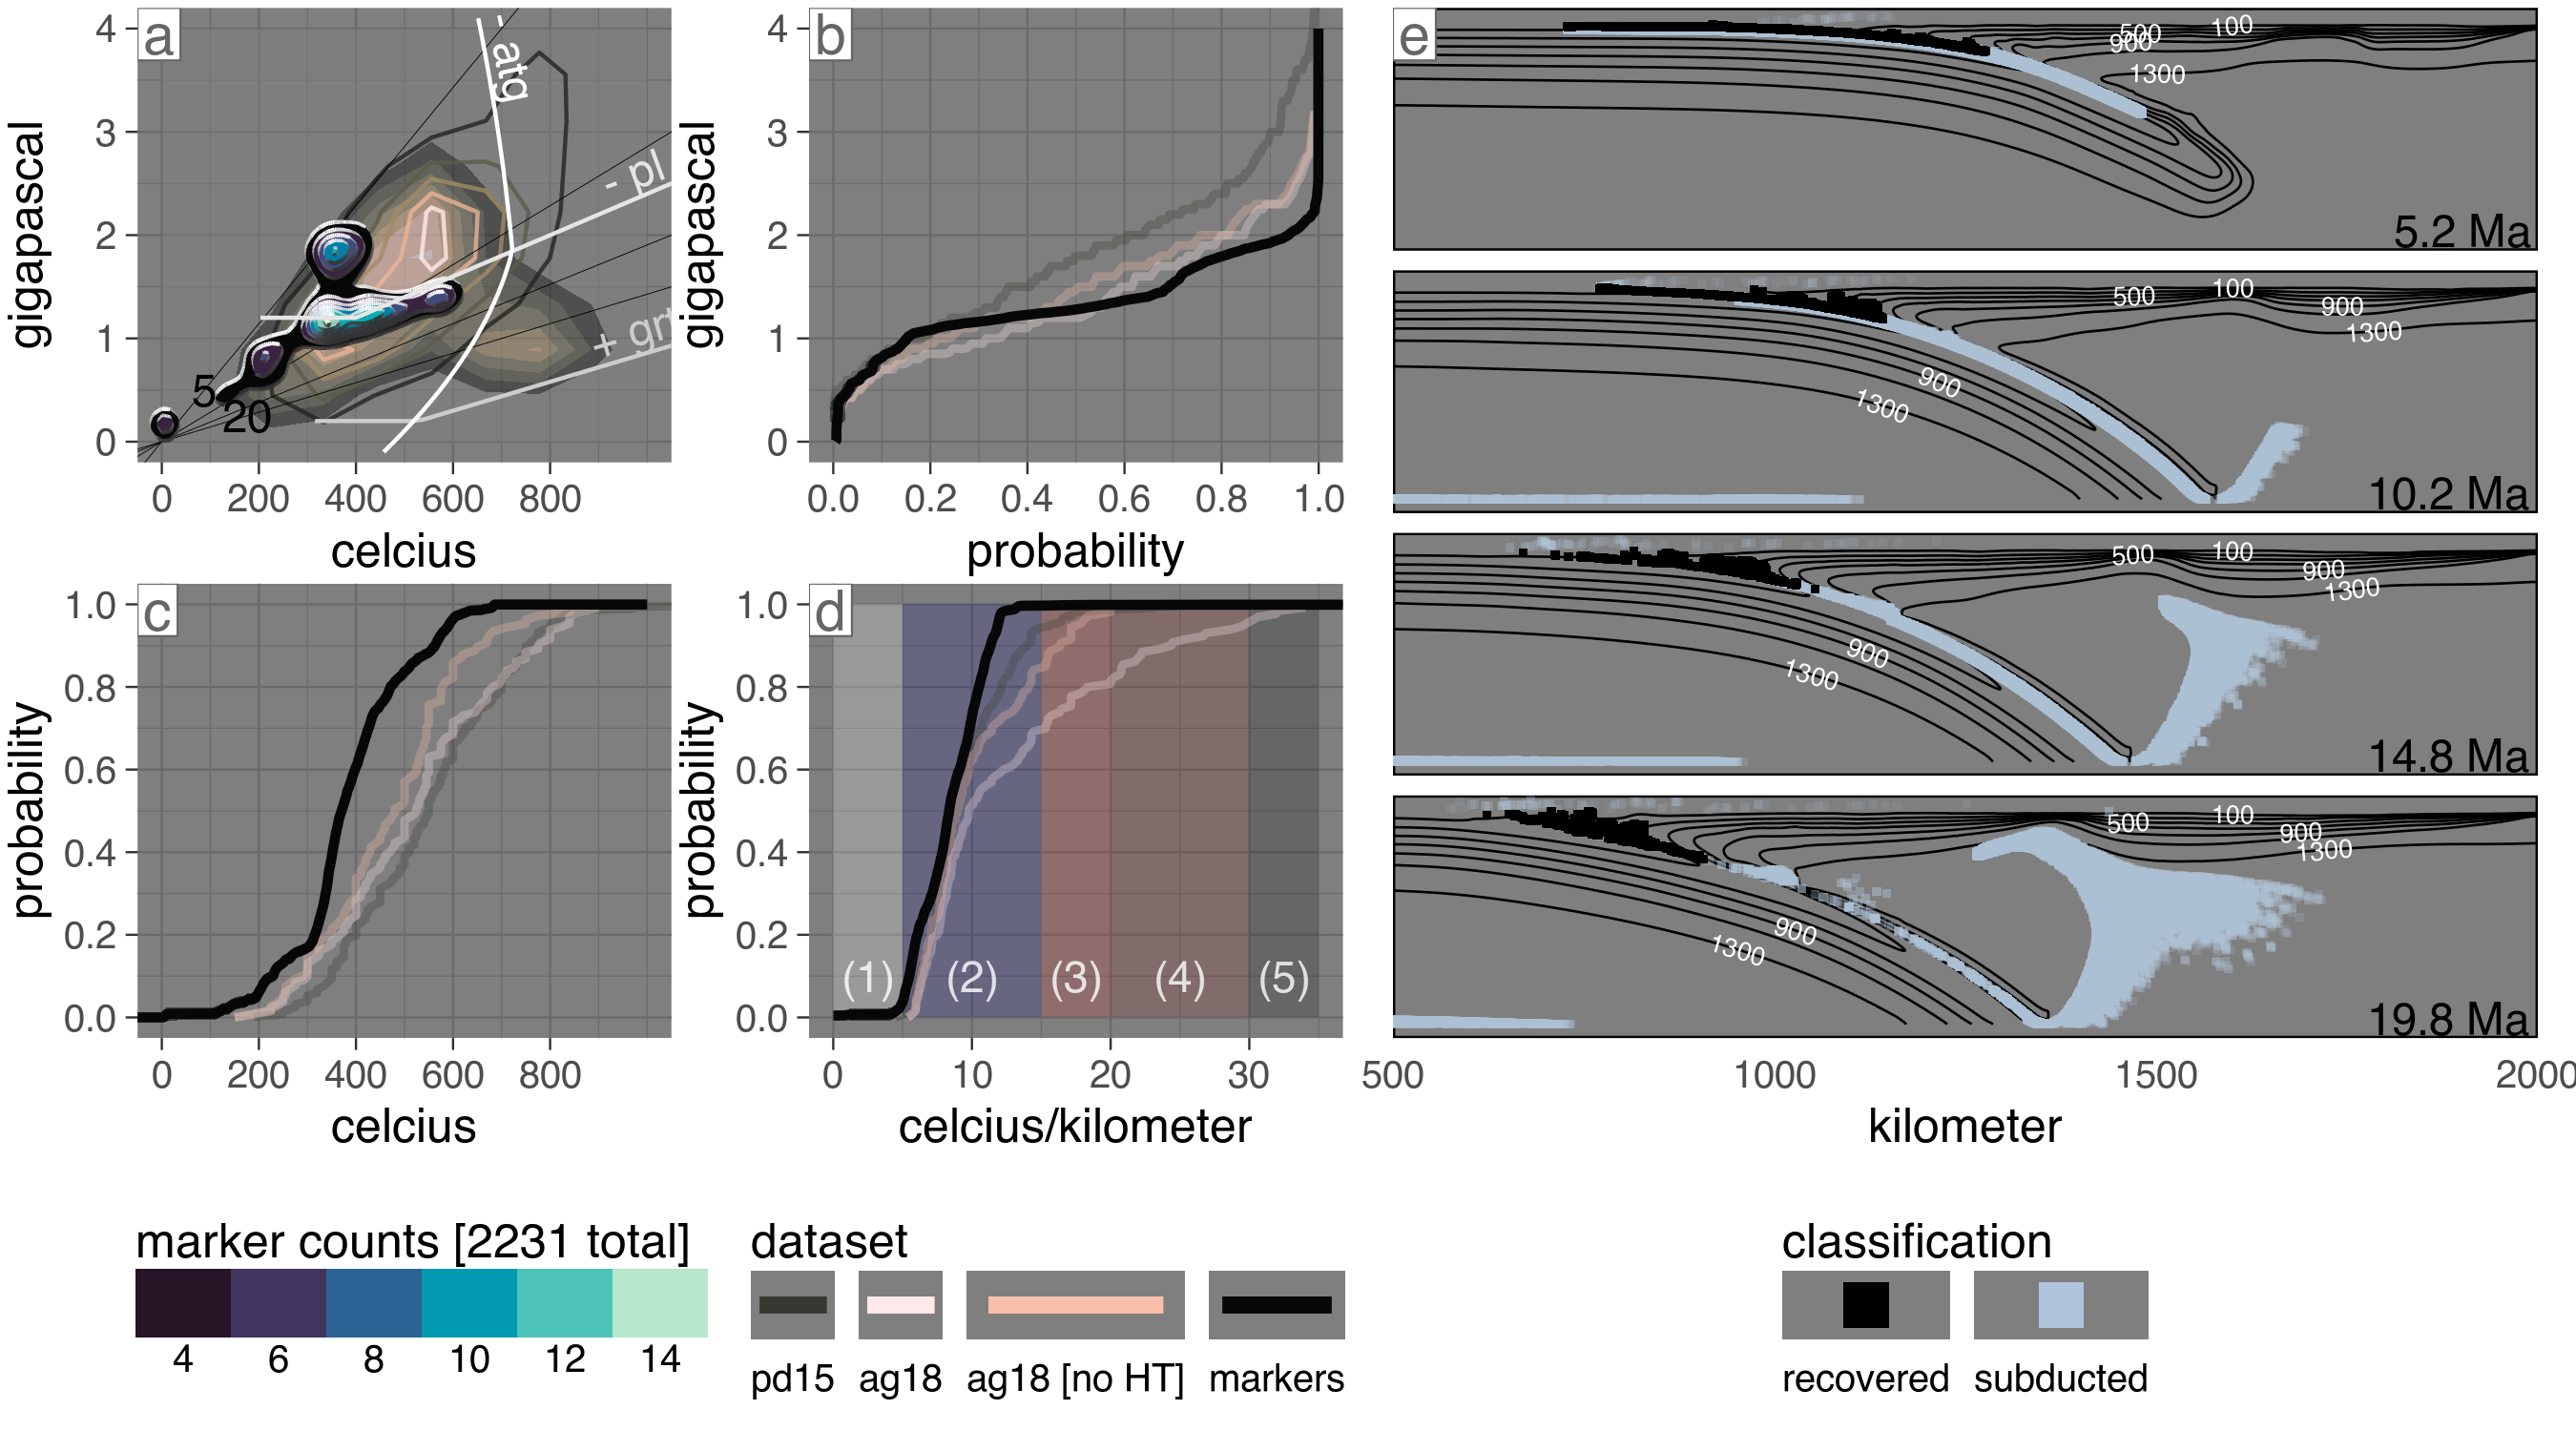 a
4
3
2
1
0
gigapascal
- atg
- pl
+ gr
5
20
0 200 400 600 800
celcius
b
4
3
2
1
0
gigapascal
0.0 0.2 0.4 0.6 0.8 1.0
probability
c
1.0
0.8
0.6
0.4
0.2
0.0
probability
0 200 400 600 800
celcius
d
1.0
0.8
0.6
0.4
0.2
0.0
probability
(1) (2) (3) (4) (5)
0 10 20 30
celcius/kilometer
e
500 100
900
1300
5.2 Ma
500 100
900
1300
900
1300
10.2 Ma
500 100
900
1300
900
1300
14.8 Ma
500 100
900
1300
900
1300
19.8 Ma
500 1000 1500 2000
kilometer
marker counts [2231 total]
4 6 8 10 12 14
dataset
pd15 ag18 ag18 [no HT] markers
classification
recovered subducted